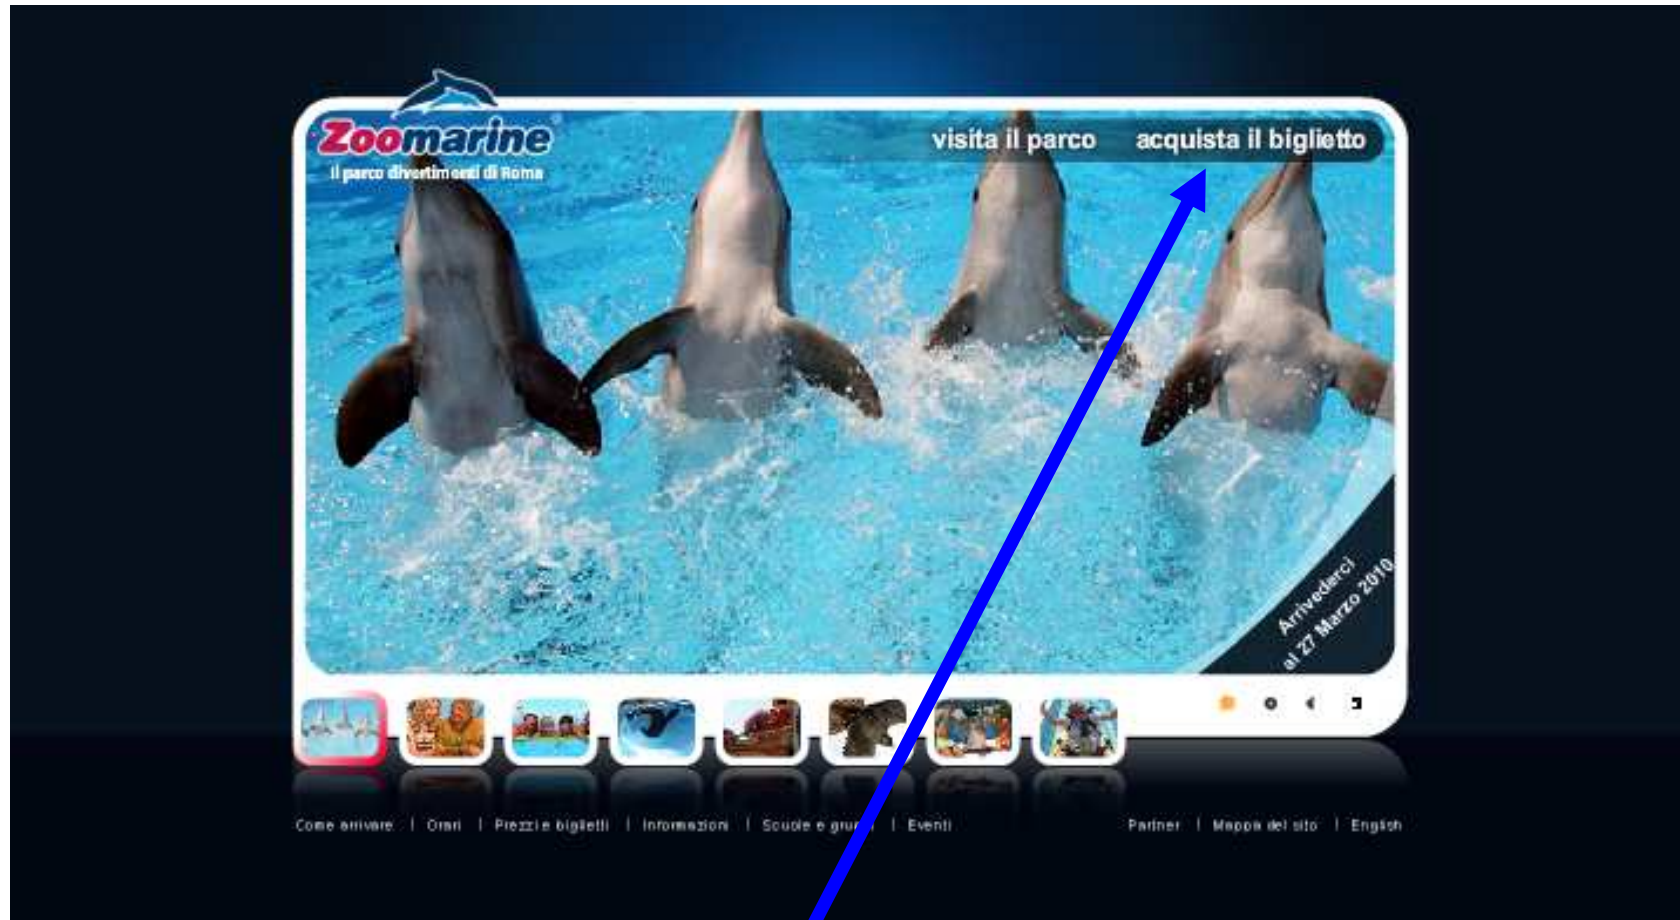 Zoomarine
il parco divertimenti di Roma
visita il parco acquista il biglietto
Arrivederci
al 27 Marzo 2010
Come arrivare | Orari | Prezzi e biglietti | Informazioni | Scuole e gruppi | Eventi
Partner | Mappa del sito | English